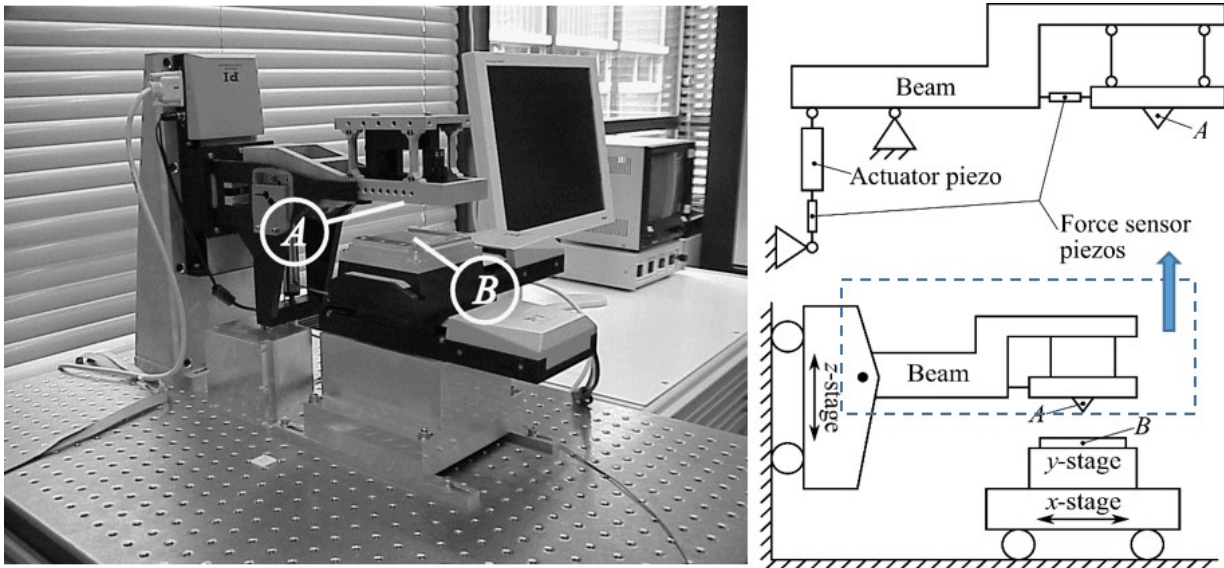 PI
A
B
Beam
A
Actuator piezo
Force sensor
piezos
z-stage
Beam
A
B
y-stage
x-stage